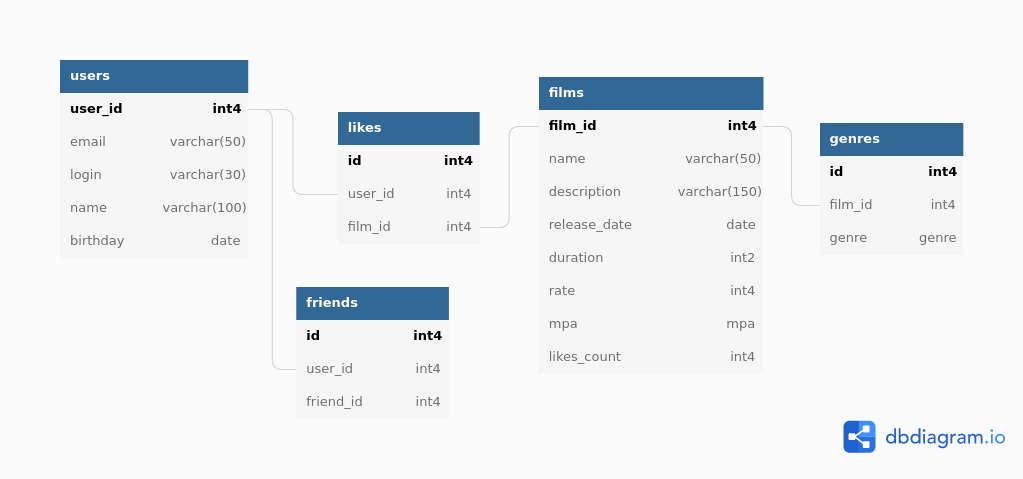 users
user_id int4
email varchar(50)
login varchar(30)
name varchar(100)
birthday date
likes
id int4
user_id int4
film_id int4
friends
id int4
user_id int4
friend_id int4
films
film_id int4
name varchar(50)
description varchar(150)
release_date date
duration int2
rate int4
mpa mpa
likes_count int4
genres
id int4
film_id int4
genre genre
dbdiagram.io